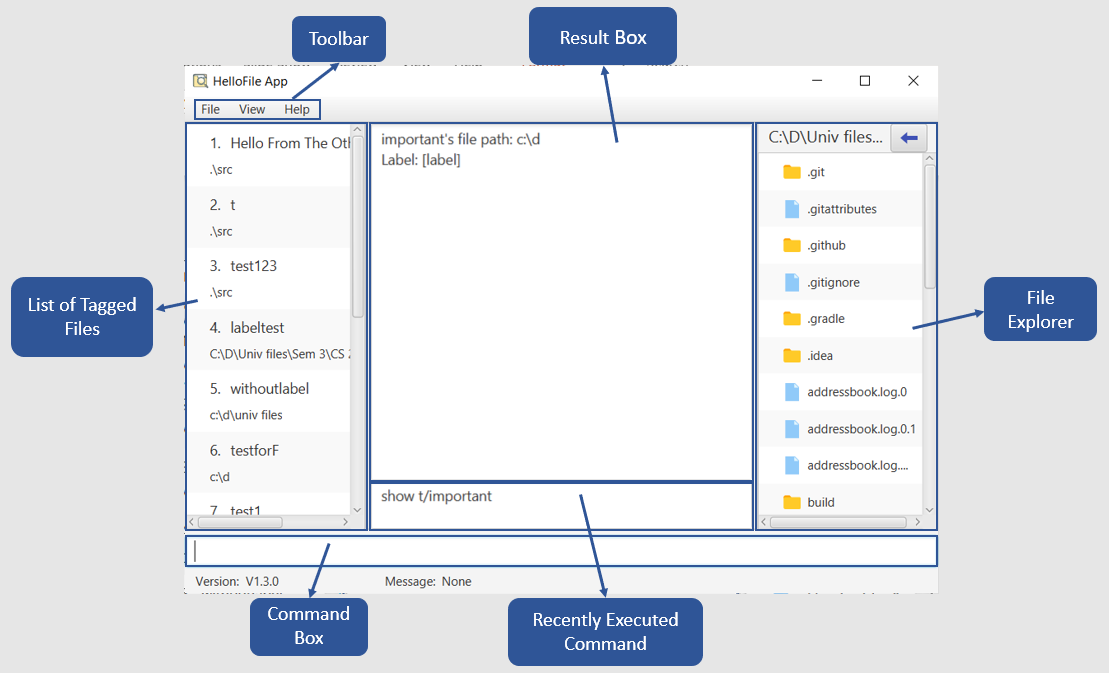 Toolbar
Result Box
HelloFile App
File View Help
1. Hello From The Oth
.\src
2. t
.\src
3. test123
.\src
4. labeltest
C:\D\Univ files\Sem 3\CS 2
5. withoutlabel
c:\d\univ files
6. testforF
c:\d
7. test1
important's file path: c:\d
Label: [label]
show t/important
C:\D\Univ files...
.git
.gitattributes
.github
.gitignore
.gradle
.idea
addressbook.log.0
addressbook.log.0.1
addressbook.log....
build
List of Tagged
Files
File
Explorer
Version: V1.3.0
Message: None
Command
Box
Recently Executed
Command